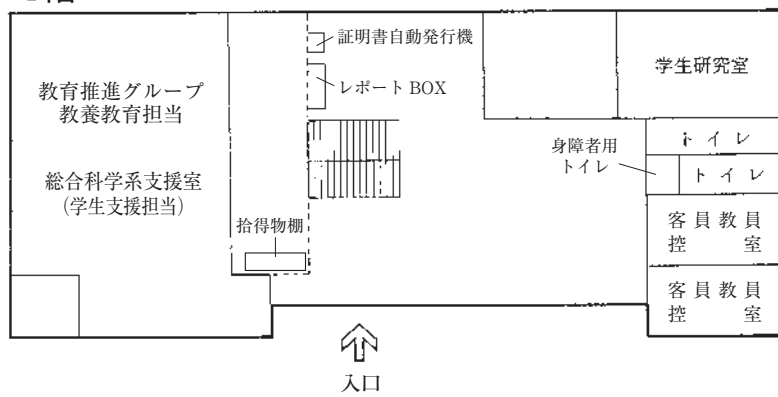 証明書自動発行機
レポート BOX
教育推進グループ
教養教育担当
総合科学系支援室
(学生支援担当)
拾得物棚
学生研究室
身障者用
トイレ
トイレ
トイレ
客員教員
控室
客員教員
控室
入口